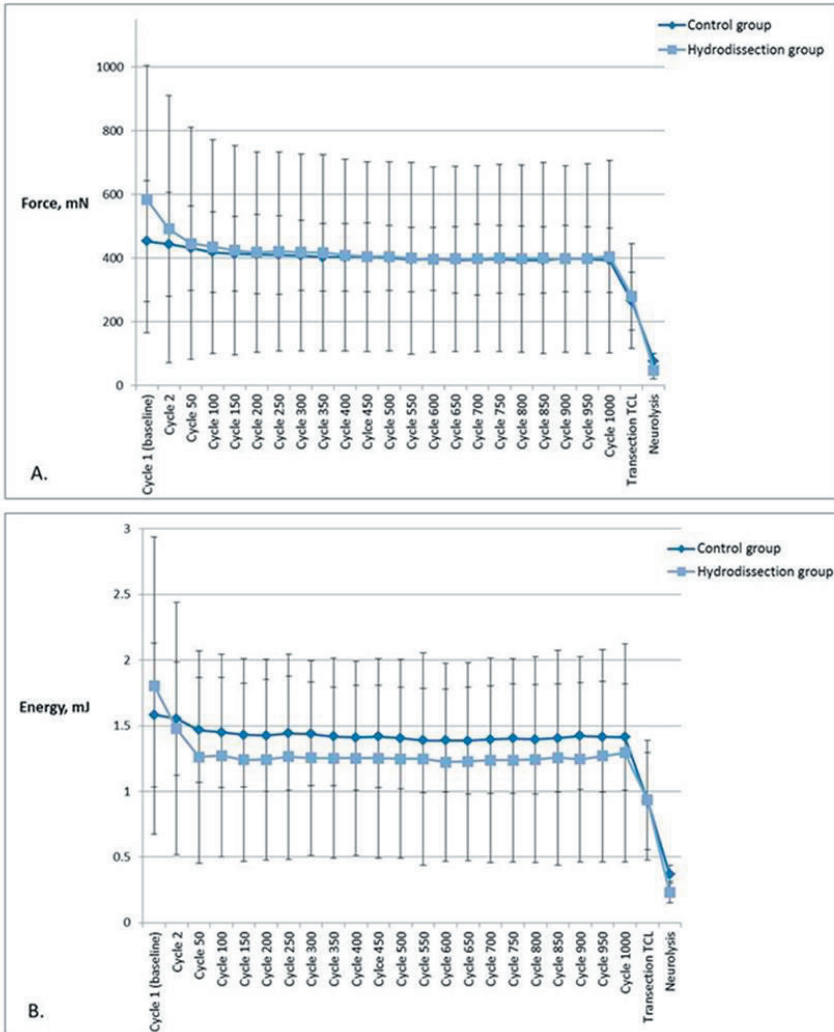 Control group
Hydrodissection group
1000
800
600
400
200
0
Force, mN
Cycle 1 (baseline)
Cycle 2
Cycle 50
Cycle 100
Cycle 150
Cycle 200
Cycle 250
Cycle 300
Cycle 350
Cycle 400
Cylce 450
Cycle 500
Cycle 550
Cycle 600
Cycle 650
Cycle 700
Cycle 750
Cycle 800
Cycle 850
Cycle 900
Cycle 950
Cycle 1000
Transection TCL
Neurolysis
A.
Control group
Hydrodissection group
3
2.5
2
1.5
1
0.5
0
Energy, mJ
Cycle 1 (baseline)
Cycle 2
Cycle 50
Cycle 100
Cycle 150
Cycle 200
Cycle 250
Cycle 300
Cycle 350
Cycle 400
Cylce 450
Cycle 500
Cycle 550
Cycle 600
Cycle 650
Cycle 700
Cycle 750
Cycle 800
Cycle 850
Cycle 900
Cycle 950
Cycle 1000
Transection TCL
Neurolysis
B.